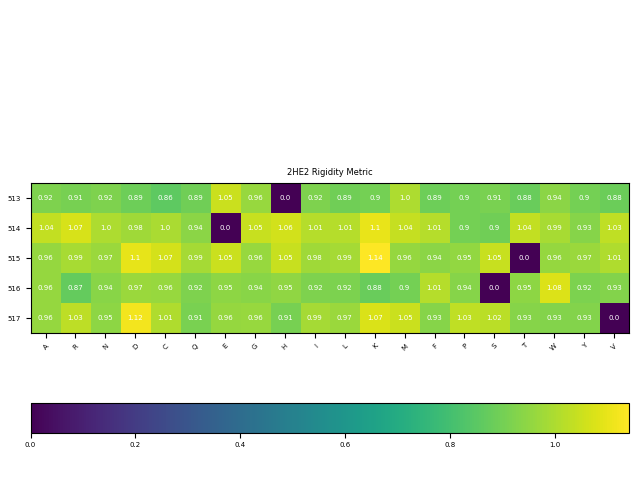 2HE2 Rigidity Metric
513 0.92 0.91 0.92 0.89 0.86 0.89 1.05 0.96 0.0 0.92 0.89 0.9 1.0 0.89 0.9 0.91 0.88 0.94 0.9 0.88
514 1.04 1.07 1.0 0.98 1.0 0.94 0.0 1.05 1.06 1.01 1.01 1.1 1.04 1.01 0.9 0.9 1.04 0.99 0.93 1.03
515 0.96 0.99 0.97 1.1 1.07 0.99 1.05 0.96 1.05 0.98 0.99 1.14 0.96 0.94 0.95 1.05 0.0 0.96 0.97 1.01
516 0.96 0.87 0.94 0.97 0.96 0.92 0.95 0.94 0.95 0.92 0.92 0.88 0.9 1.01 0.94 0.0 0.95 1.08 0.92 0.93
517 0.96 1.03 0.95 1.12 1.01 0.91 0.96 0.96 0.91 0.99 0.97 1.07 1.05 0.93 1.03 1.02 0.93 0.93 0.93 0.0
A R N D C Q E G H I L K M F P S T W Y V
0.0 0.2 0.4 0.6 0.8 1.0